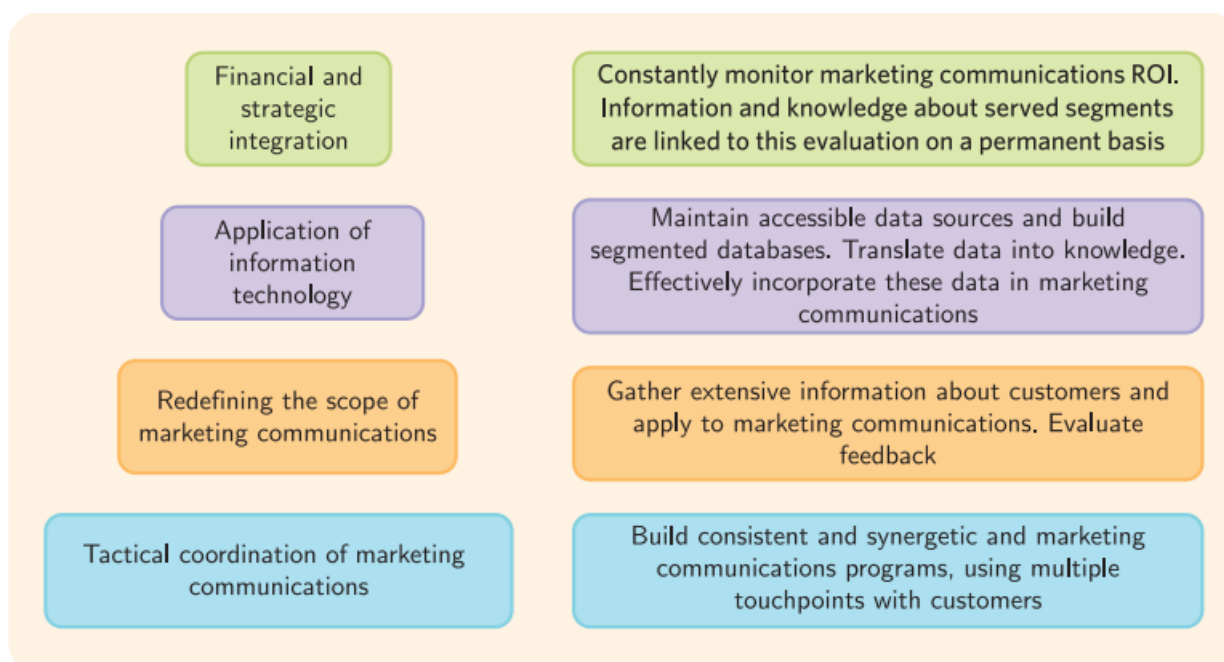 Financial and
strategic
integration
Constantly monitor marketing communications ROI.
Information and knowledge about served segments
are linked to this evaluation on a permanent basis
Application of
information
technology
Maintain accessible data sources and build
segmented databases. Translate data into knowledge.
Effectively incorporate these data in marketing
communications
Redefining the scope of
marketing communications
Gather extensive information about customers and
apply to marketing communications. Evaluate
feedback
Tactical coordination of marketing
communications
Build consistent and synergetic and marketing
communications programs, using multiple
touchpoints with customers